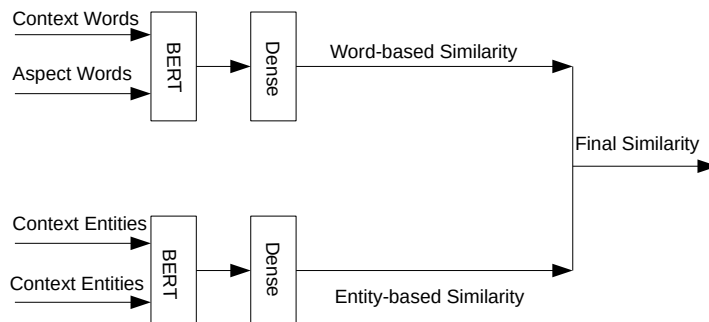 Context Words
Aspect Words
BERT
Dense
Word-based Similarity
Final Similarity
Context Entities
Context Entities
BERT
Dense
Entity-based Similarity